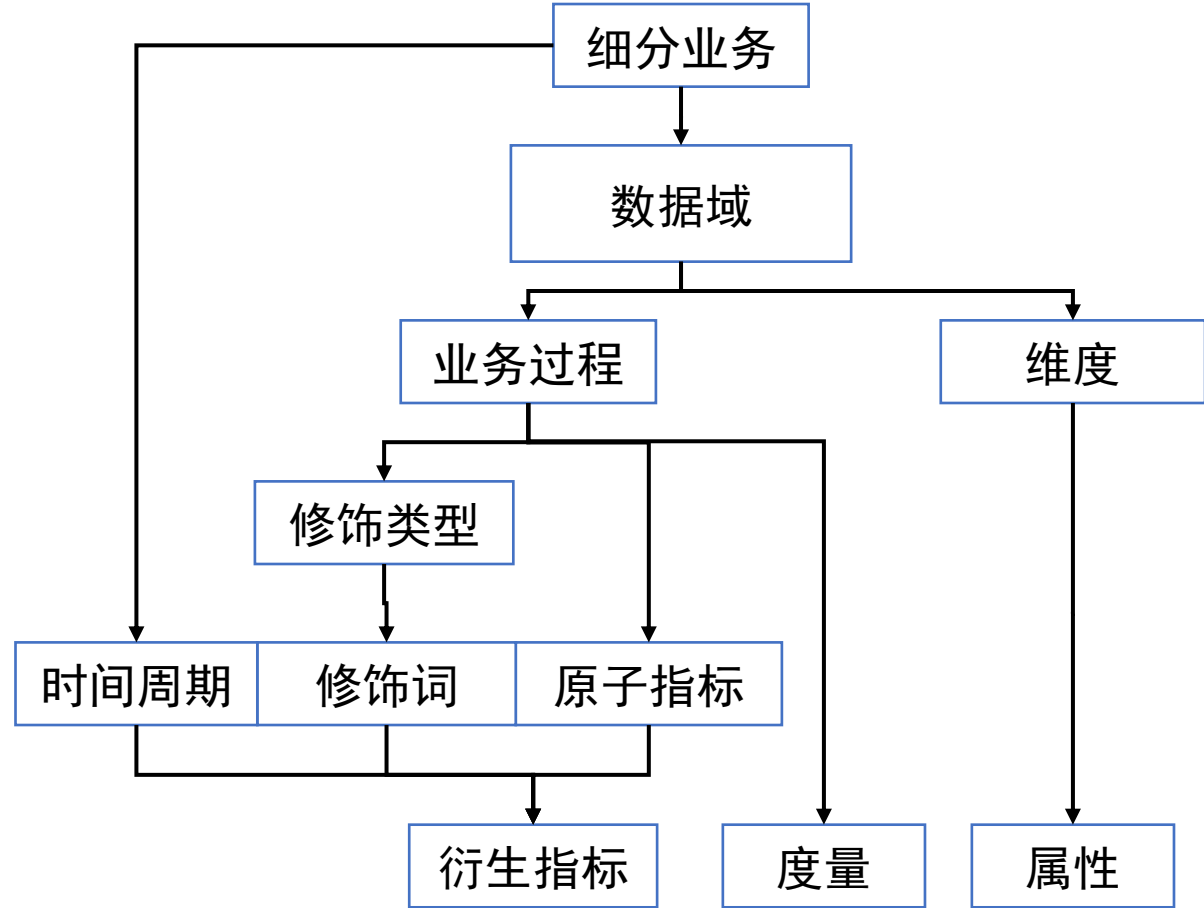 细分业务
数据域
业务过程
维度
修饰类型
时间周期
修饰词
原子指标
衍生指标
度量
属性